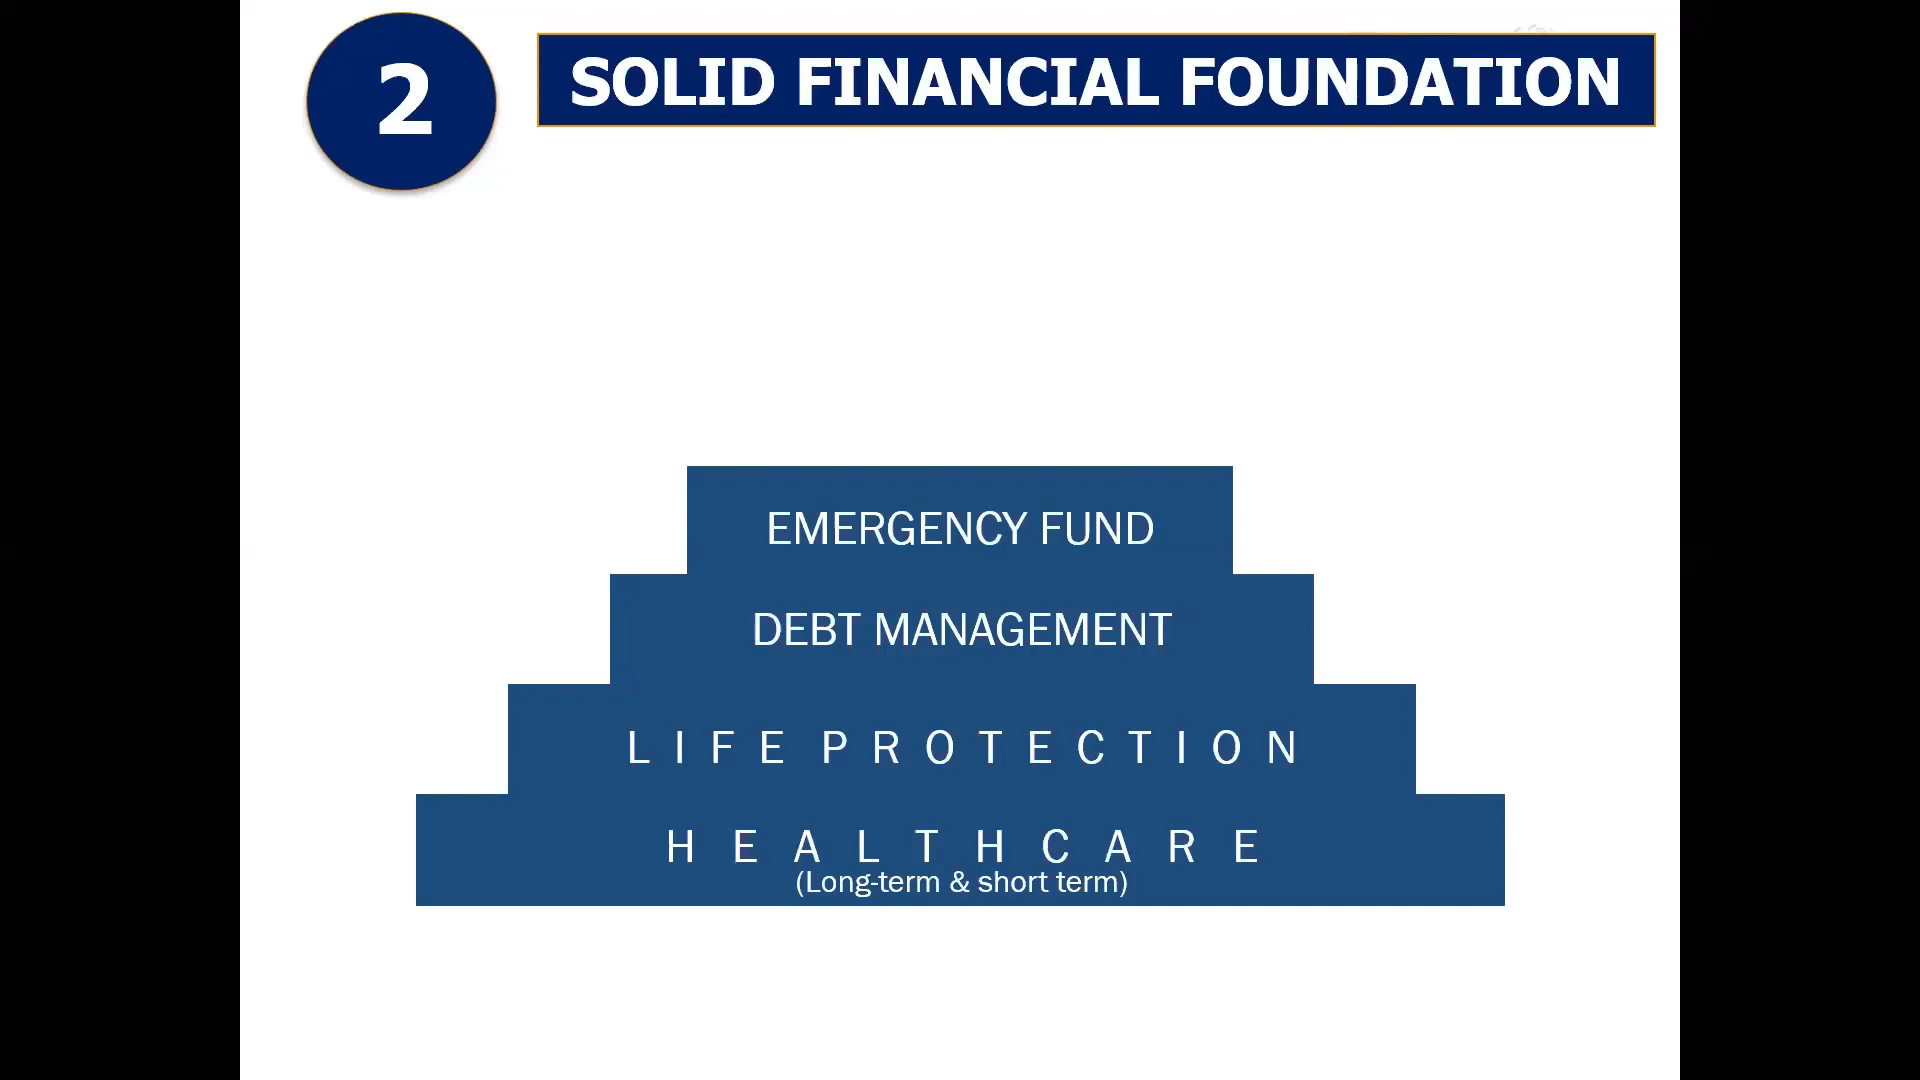 2
SOLID FINANCIAL FOUNDATION
EMERGENCY FUND
DEBT MANAGEMENT
LIFE PROTECTION
HEALTHCARE
(Long-term & short term)